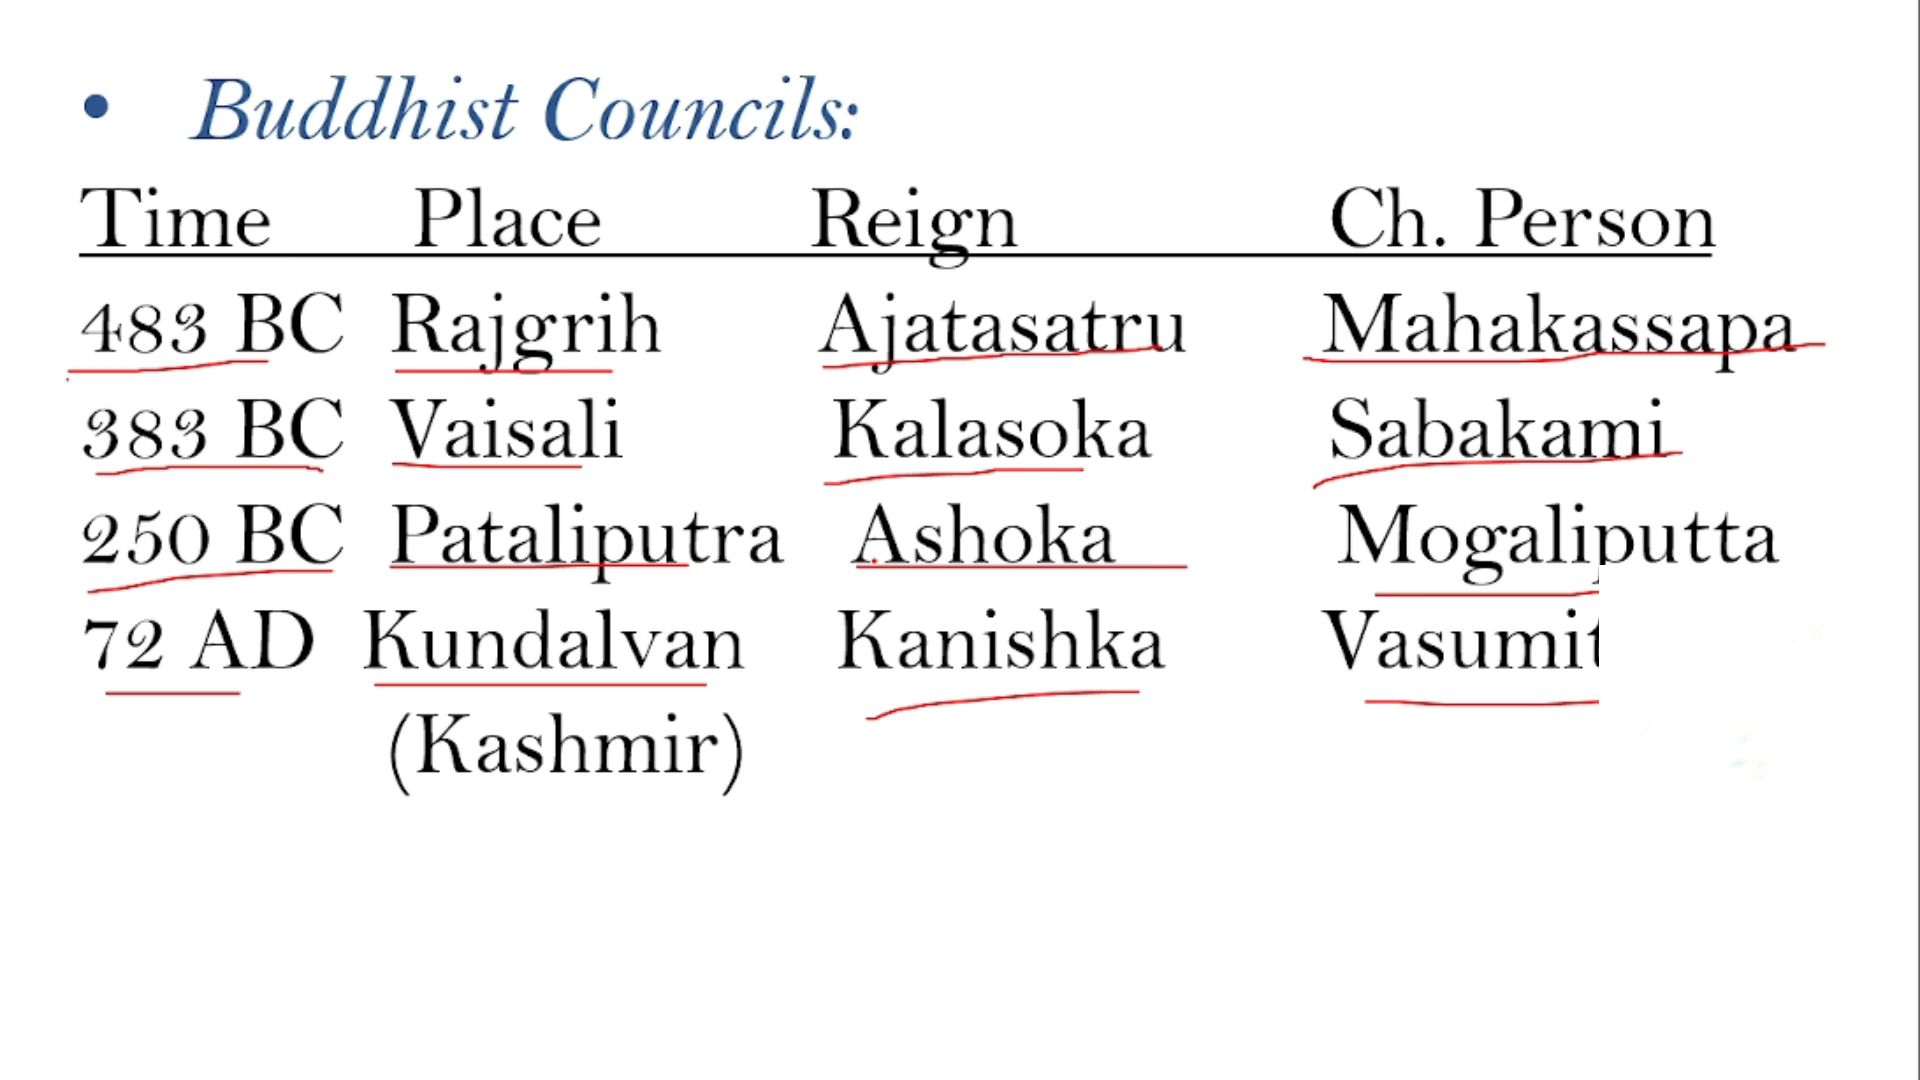 • Buddhist Councils:
Time Place Reign Ch. Person
483 BC Rajgrih Ajatasatru Mahakassapa
383 BC Vaisali Kalasoka Sabakami
250 BC Pataliputra Ashoka Mogaliputta
72 AD Kundalvan Kanishka
(Kashmir)